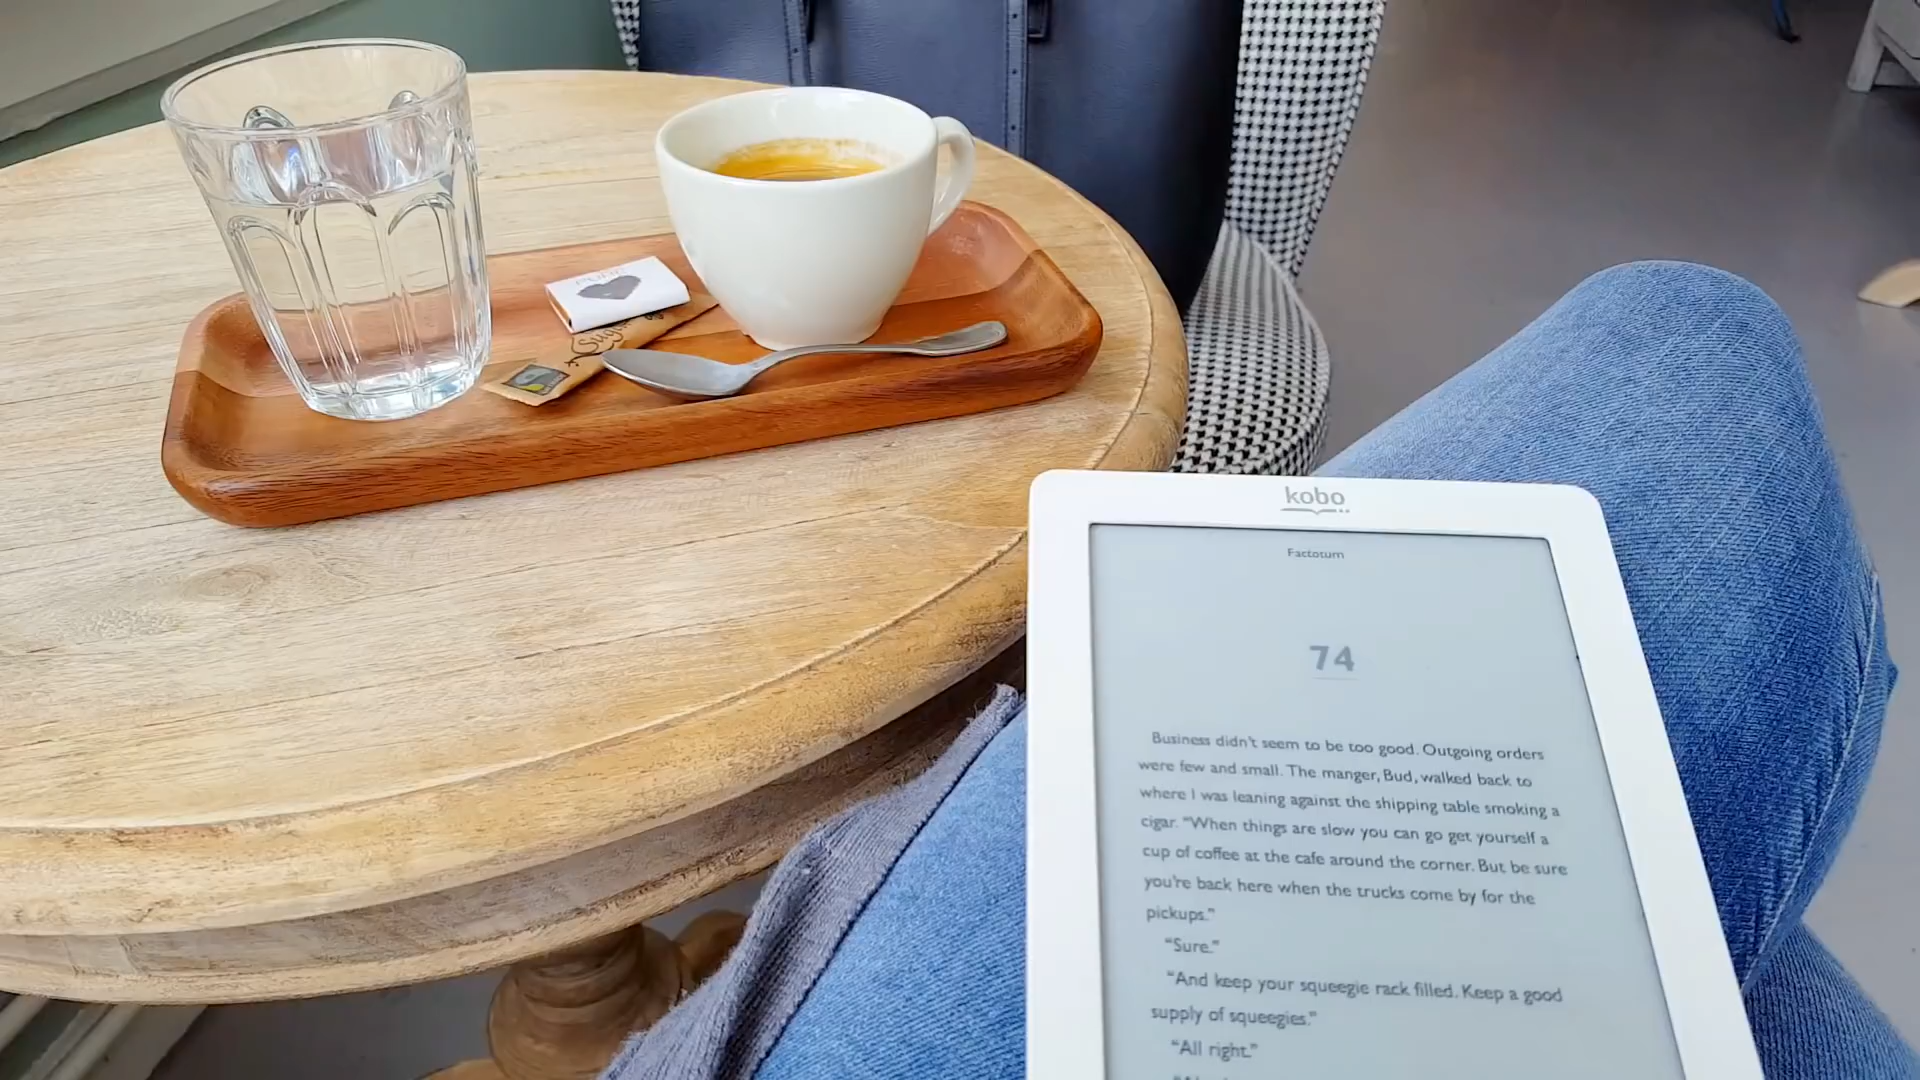 Sugar
kobo
Factotum
74
Business didn't seem to be too good. Outgoing orders
were few and small. The manger, Bud, walked back to
where I was leaning against the shipping table smoking a
cigar. "When things are slow you can go get yourself a
cup of coffee at the cafe around the corner. But be sure
you're back here when the trucks come by for the
pickups."
"Sure."
"And keep your squeegie rack filled. Keep a good
supply of squeegies."
"All right."